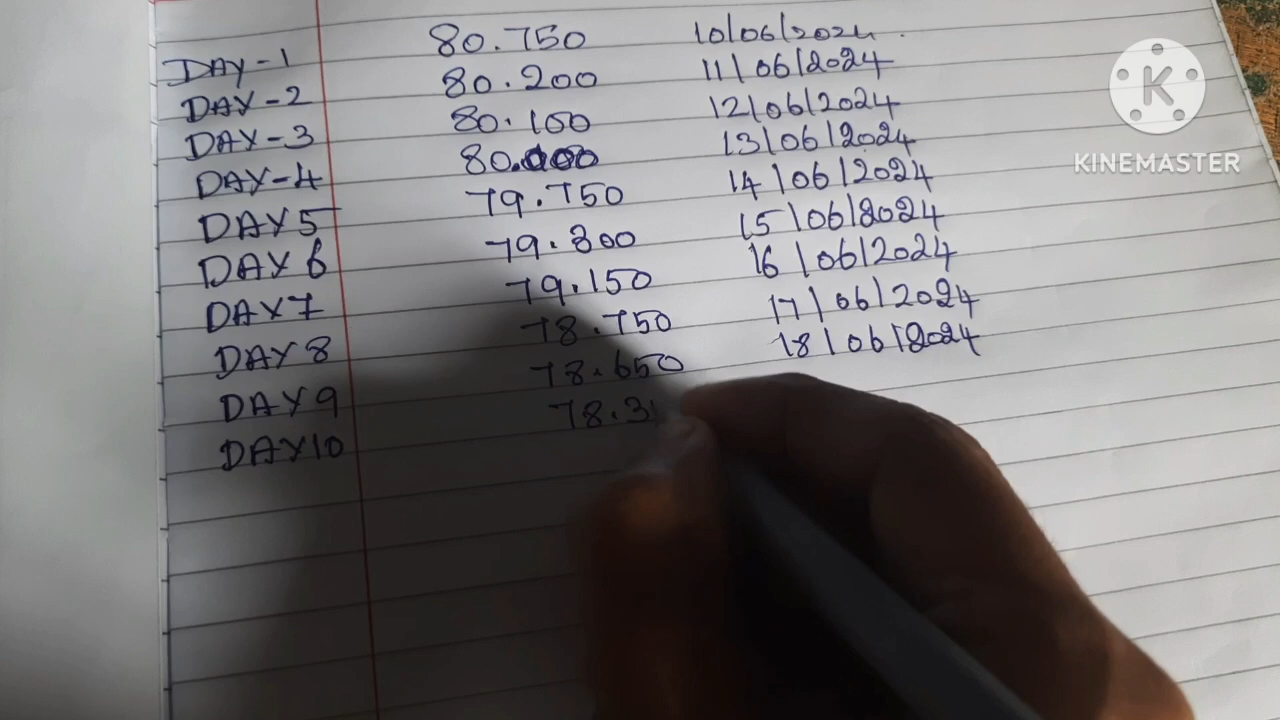 DAY-1 80.750 10/06/2024
DAY-2 80.200 11/06/2024
DAY-3 80.100 12/06/2024
DAY-4 80.000 13/06/2024
DAY5 79.750 14/06/2024
DAY6 79.300 15/06/2024
DAY7 79.150 16/06/2024
DAY8 78.750 17/06/2024
DAY9 78.650 18/06/2024
DAY10 78.3
K
KINEMASTER